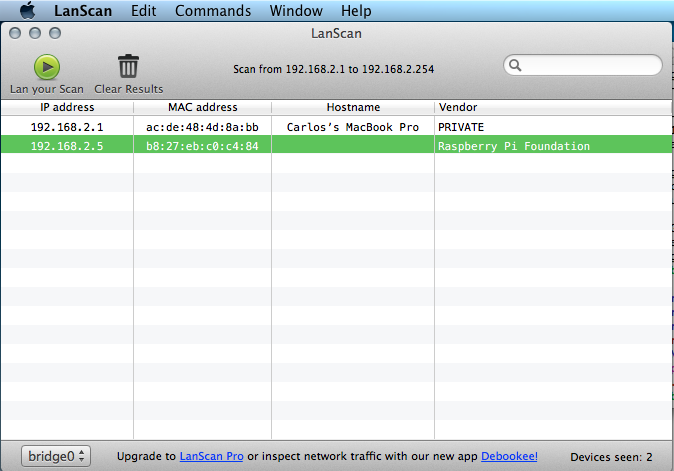 LanScan Edit Commands Window Help
LanScan
Lan your Scan Clear Results Scan from 192.168.2.1 to 192.168.2.254
IP address MAC address Hostname Vendor
192.168.2.1 ac:de:48:4d:8a:bb Carlos's MacBook Pro PRIVATE
192.168.2.5 b8:27:eb:c0:c4:84 Raspberry Pi Foundation
bridge0 Upgrade to LanScan Pro or inspect network traffic with our new app Debookee! Devices seen: 2